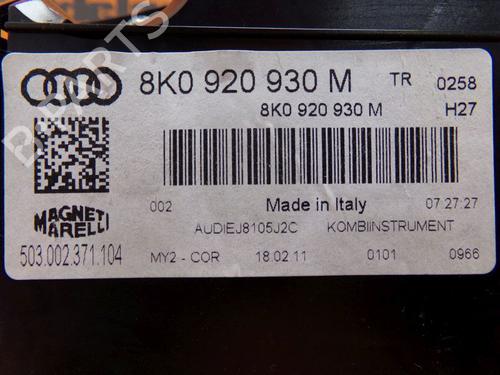 8K0 920 930 M TR 0258
8K0 920 930 M H27
002 Made in Italy 07:27:27
MAGNETI
MARELLI
AUDIEJ8105J2C KOMBIINSTRUMENT
503.002.371.104 MY2 - COR 18.02.11 0101 0966
B-PARTS